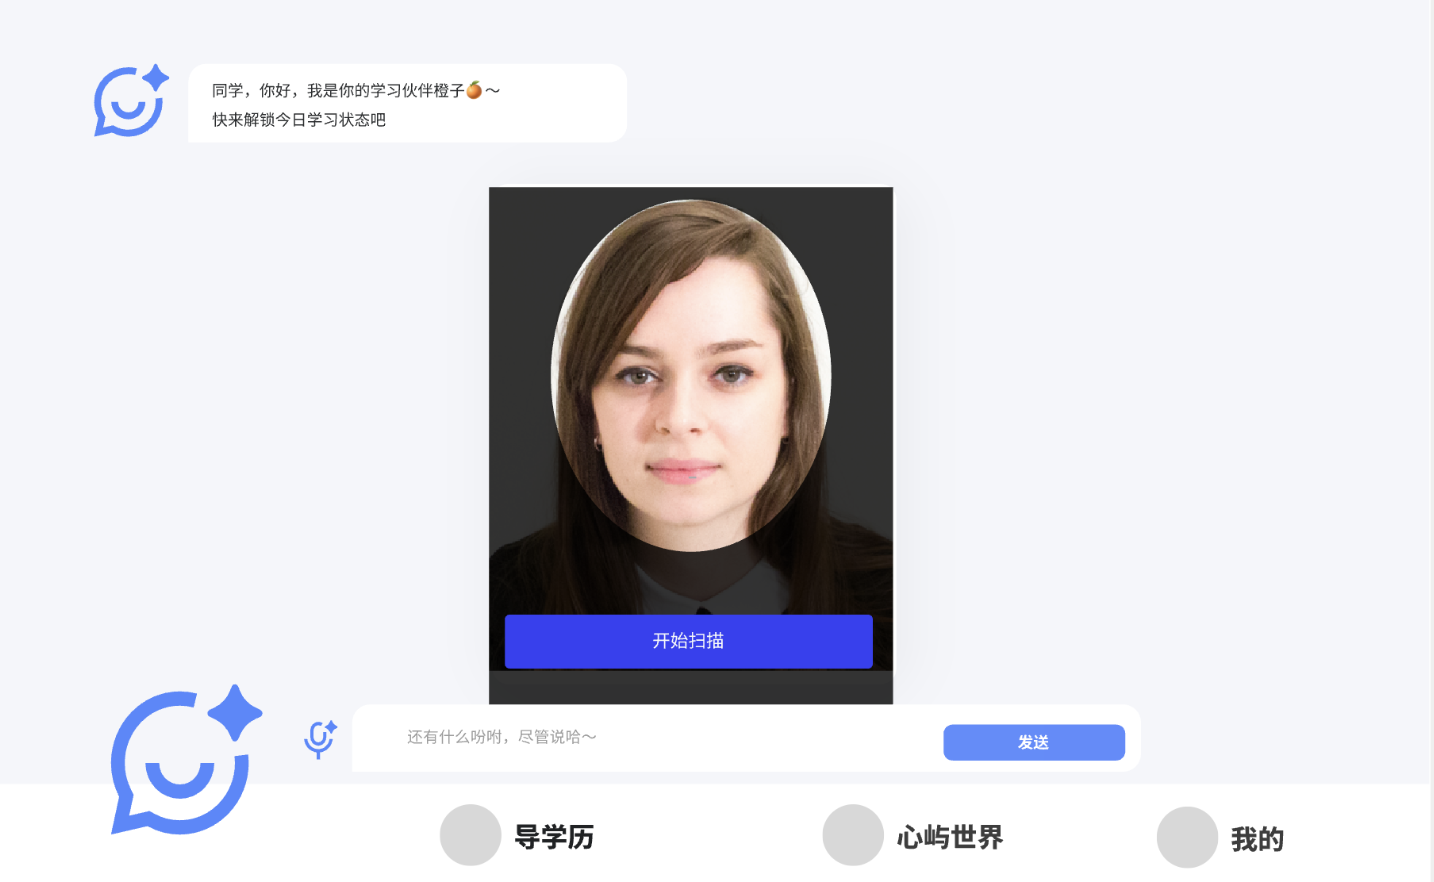 同学，你好，我是你的学习伙伴橙子🍊～
快来解锁今日学习状态吧
开始扫描
还有什么吩咐，尽管说哈～
发送
导学历
心屿世界
我的